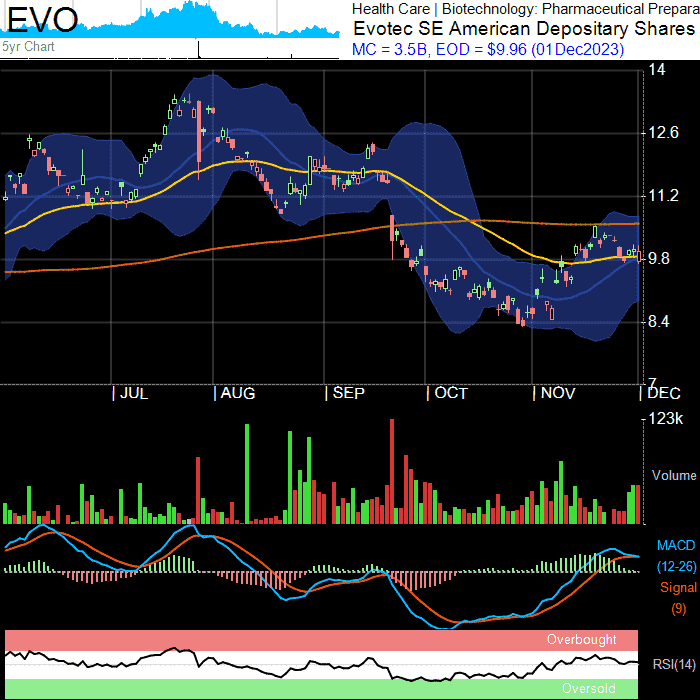 EVO
5yr Chart
Health Care | Biotechnology: Pharmaceutical Prepara
Evotec SE American Depositary Shares
MC = 3.5B, EOD = $9.96 (01Dec2023)
14
12.6
11.2
9.8
8.4
7
JUL AUG SEP OCT NOV DEC
123k
Volume
MACD
(12-26)
Signal
(9)
Overbought
RSI(14)
Oversold